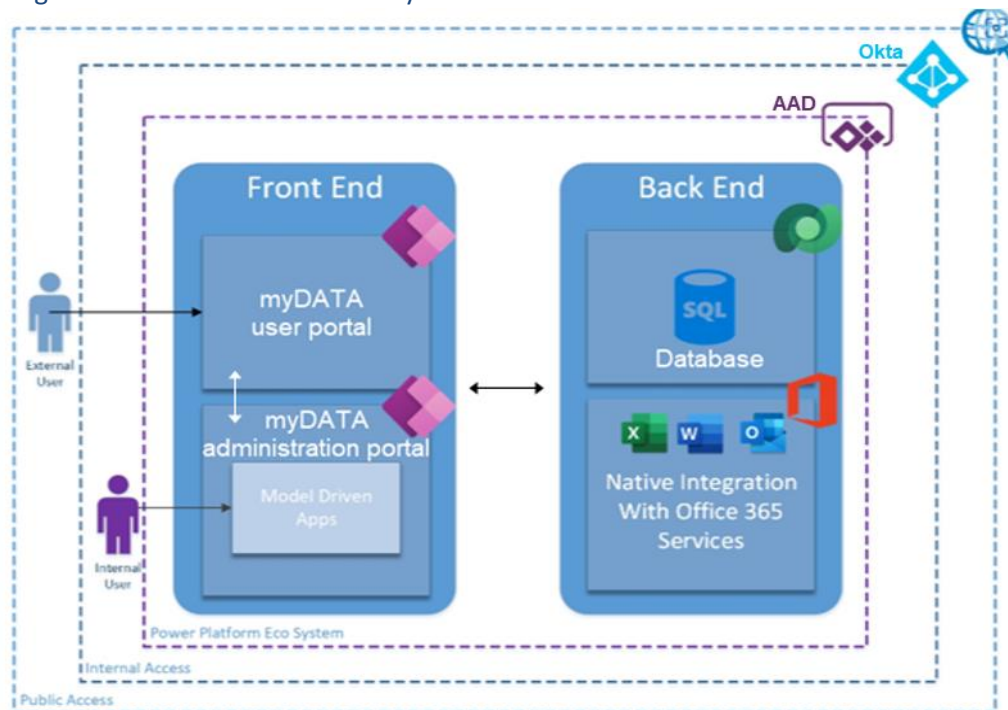 Okta
AAD
Front End
Back End
myDATA
user portal
SQL
Database
External
User
myDATA
administration portal
Model Driven
Apps
X
W
O
Native Integration
With Office 365
Services
Internal
User
Power Platform Eco System
Internal Access
Public Access